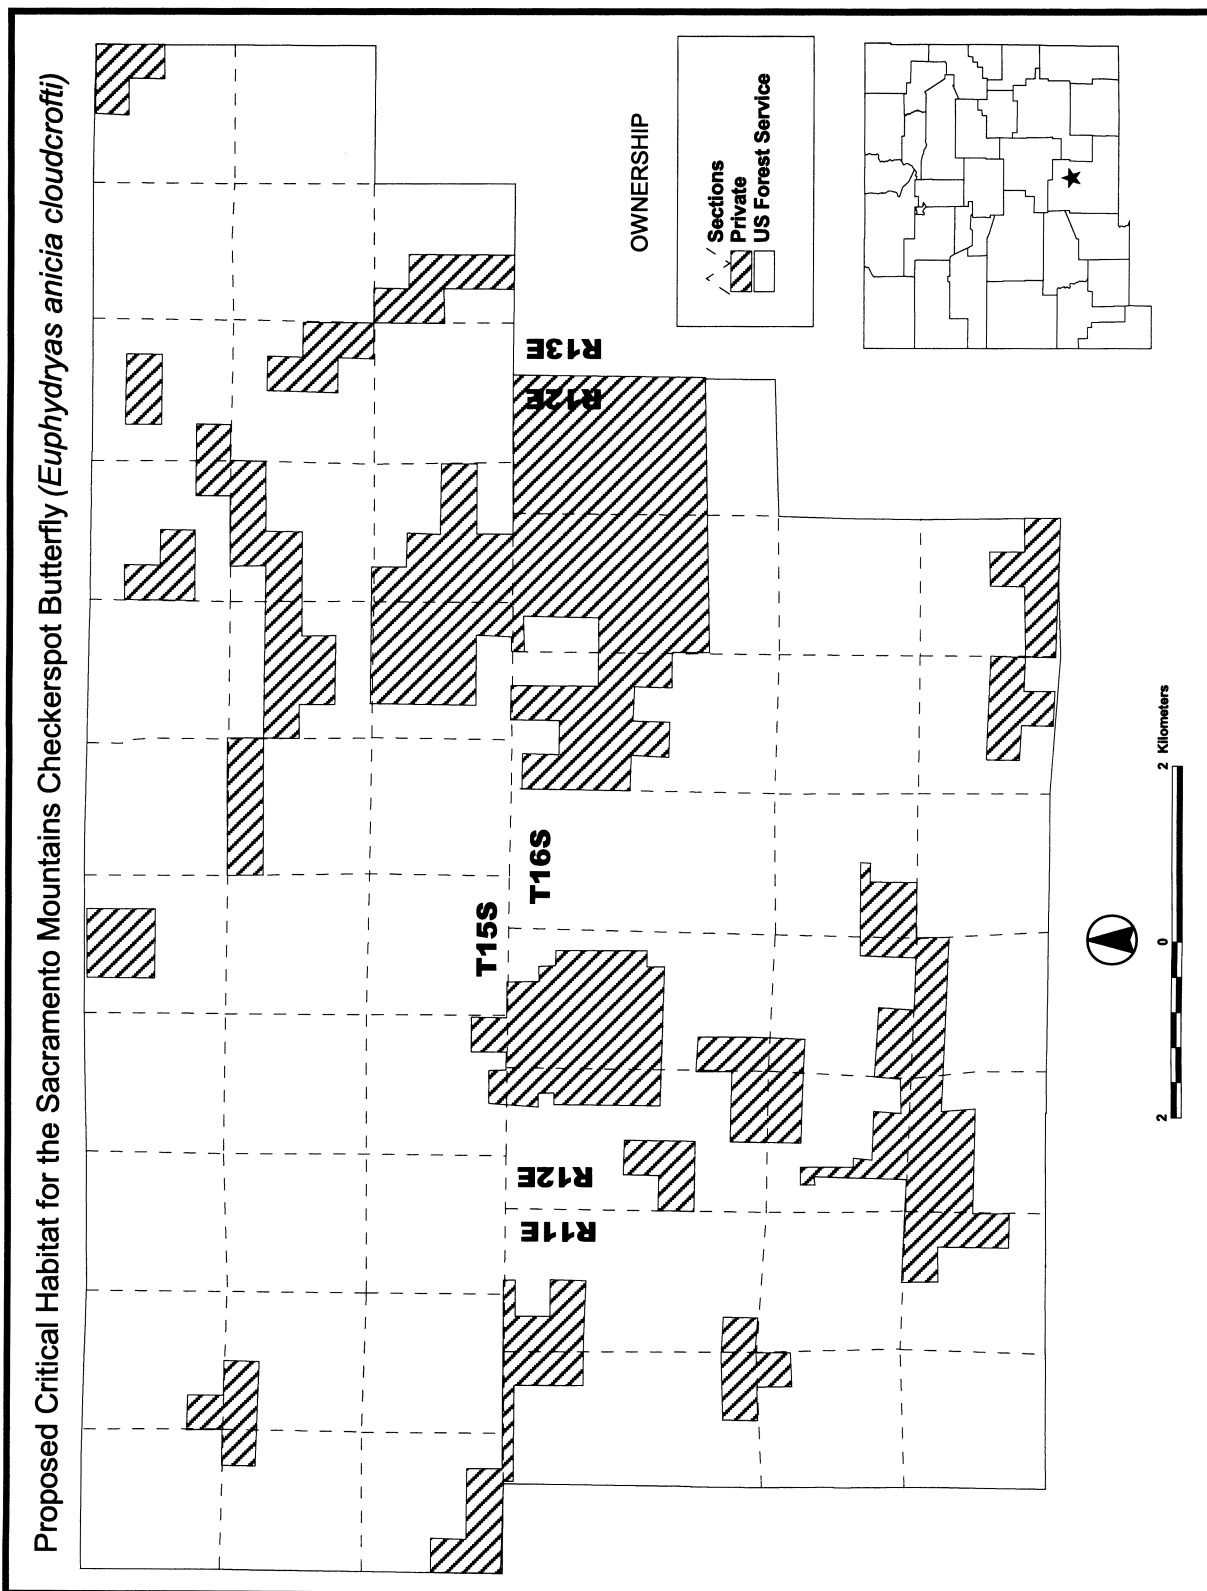 Proposed Critical Habitat for the Sacramento Mountains Checkerspot Butterfly (Euphydryas anicia cloudcrofti)
T15S
T16S
R11E
R12E
R12E
R13E
OWNERSHIP
Sections
Private
US Forest Service
2 0 2 Kilometers